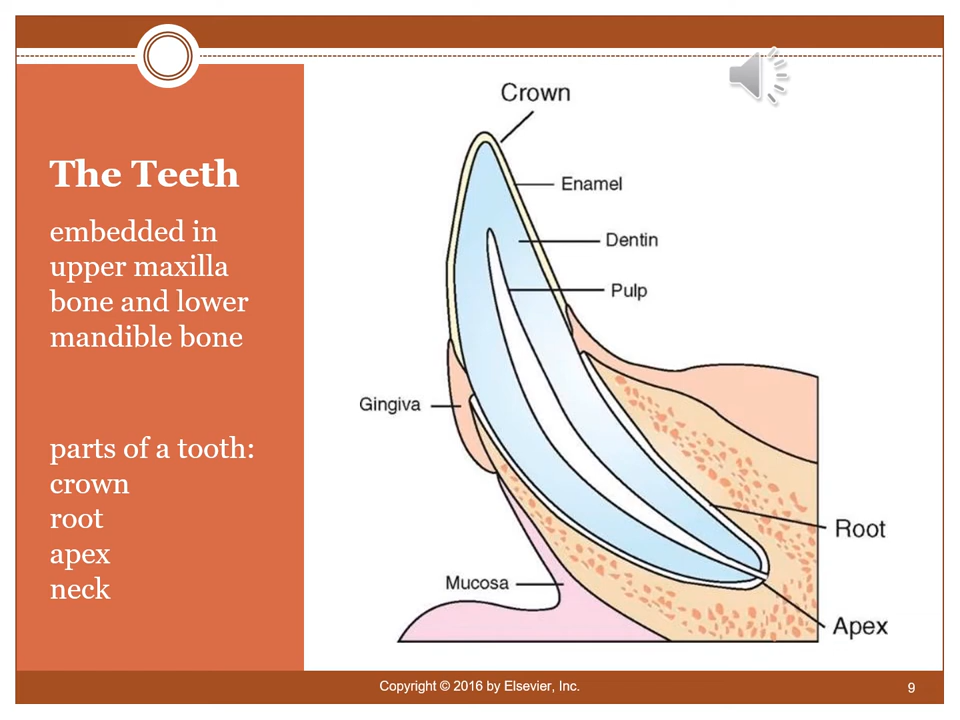 The Teeth
embedded in
upper maxilla
bone and lower
mandible bone
parts of a tooth:
crown
root
apex
neck
Crown
Enamel
Dentin
Pulp
Gingiva
Root
Mucosa
Apex
Copyright © 2016 by Elsevier, Inc.
9